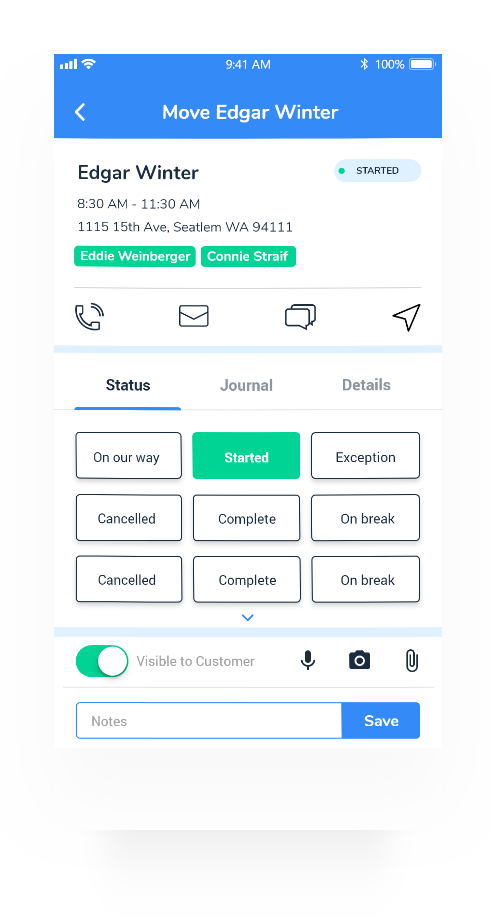 9:41 AM 100%
Move Edgar Winter
Edgar Winter STARTED
8:30 AM - 11:30 AM
1115 15th Ave, Seatlem WA 94111
Eddie Weinberger Connie Straif
Status Journal Details
On our way Started Exception
Cancelled Complete On break
Cancelled Complete On break
Visible to Customer
Notes Save